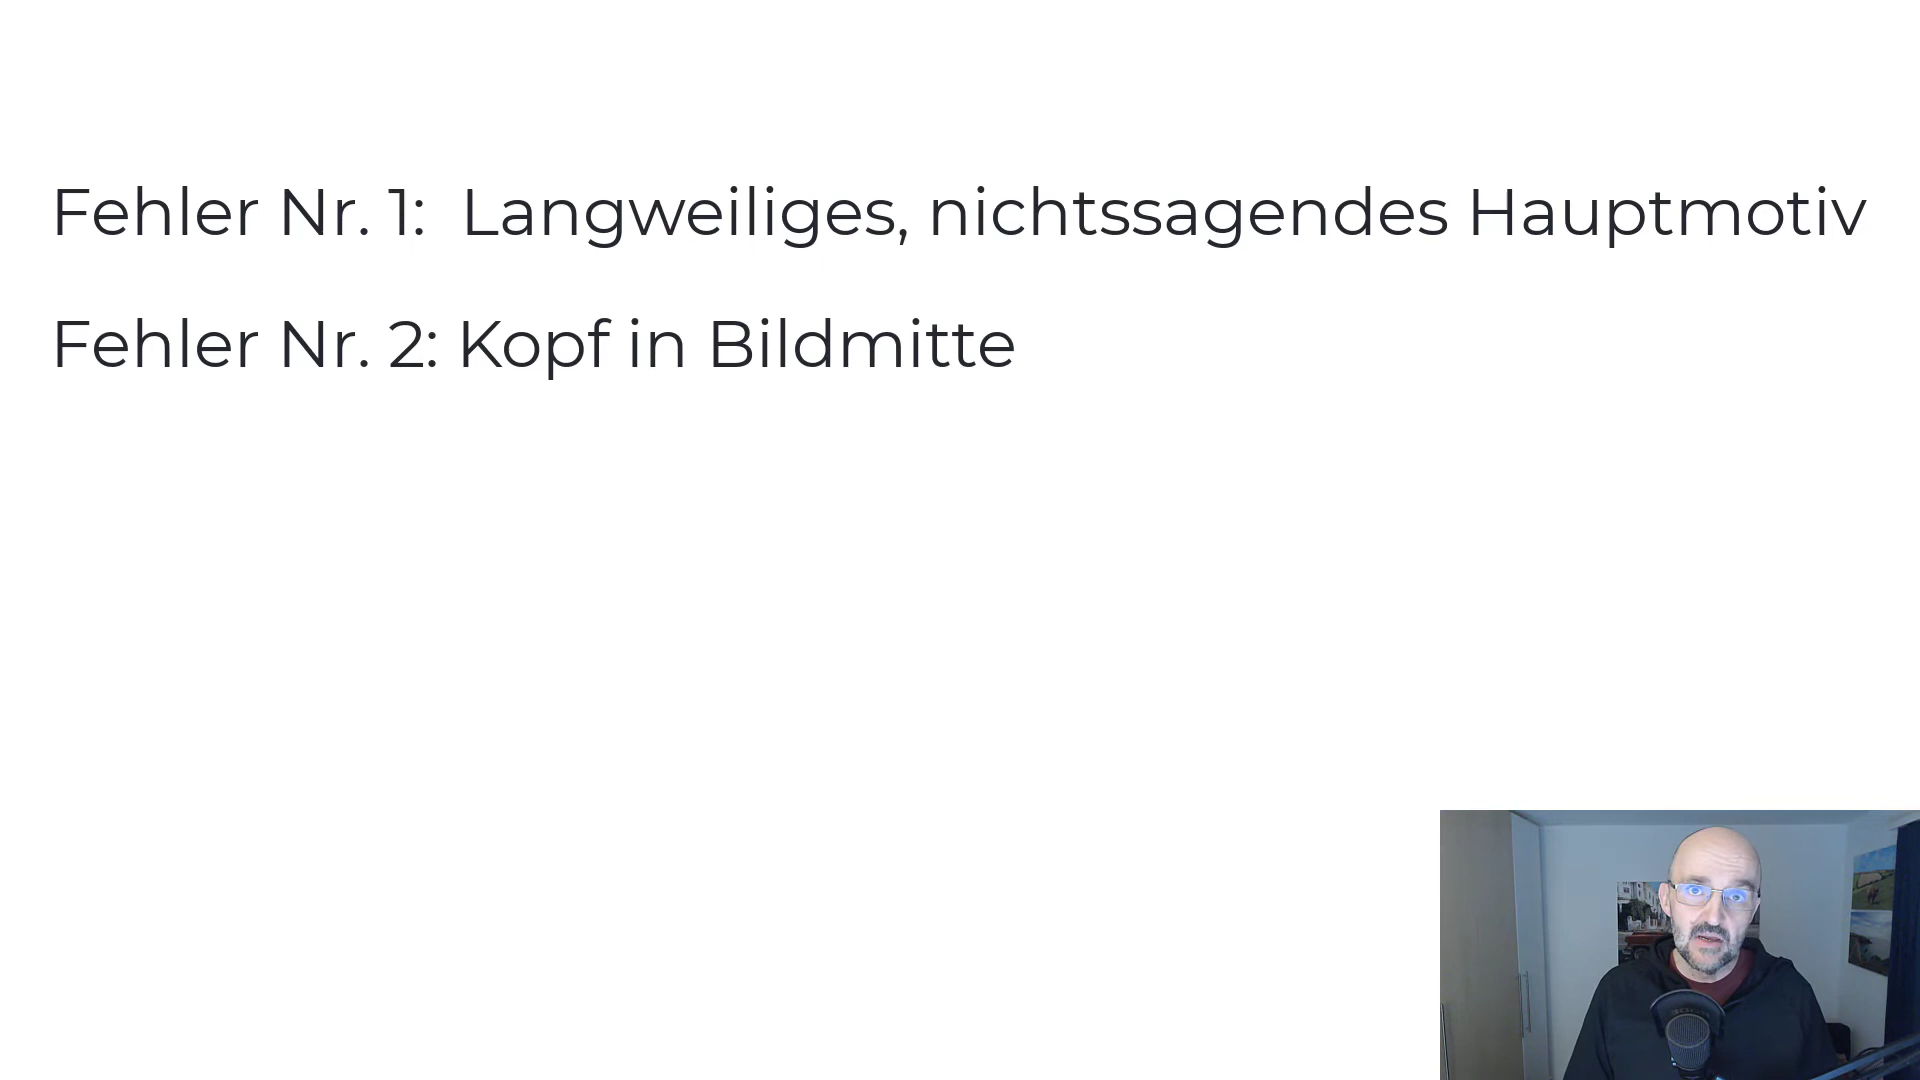 Fehler Nr. 1:  Langweiliges, nichtssagendes Hauptmotiv
Fehler Nr. 2: Kopf in Bildmitte